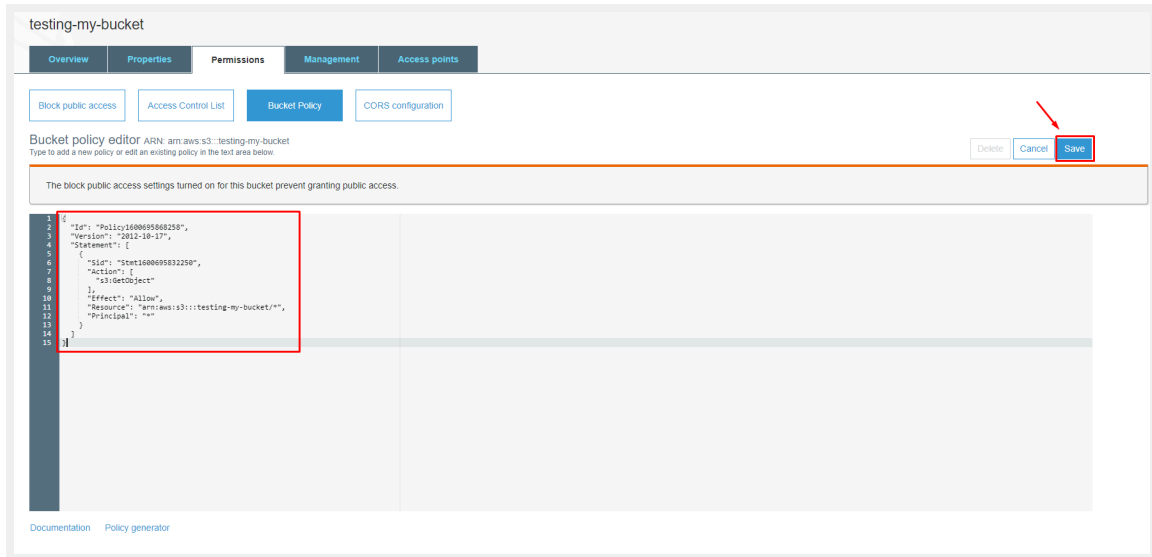 testing-my-bucket
Overview Properties Permissions Management Access points
Block public access Access Control List Bucket Policy CORS configuration
Bucket policy editor ARN: arn:aws:s3:::testing-my-bucket
Type to add a new policy or edit an existing policy in the text area below.
Delete Cancel Save
The block public access settings turned on for this bucket prevent granting public access.
1 {
2 "Id": "Policy1600695868258",
3 "Version": "2012-10-17",
4 "Statement": [
5 {
6 "Sid": "Stmt1600695832250",
7 "Action": [
8 "s3:GetObject"
9 ],
10 "Effect": "Allow",
11 "Resource": "arn:aws:s3:::testing-my-bucket/*",
12 "Principal": "*"
13 }
14 ]
15 }
Documentation Policy generator